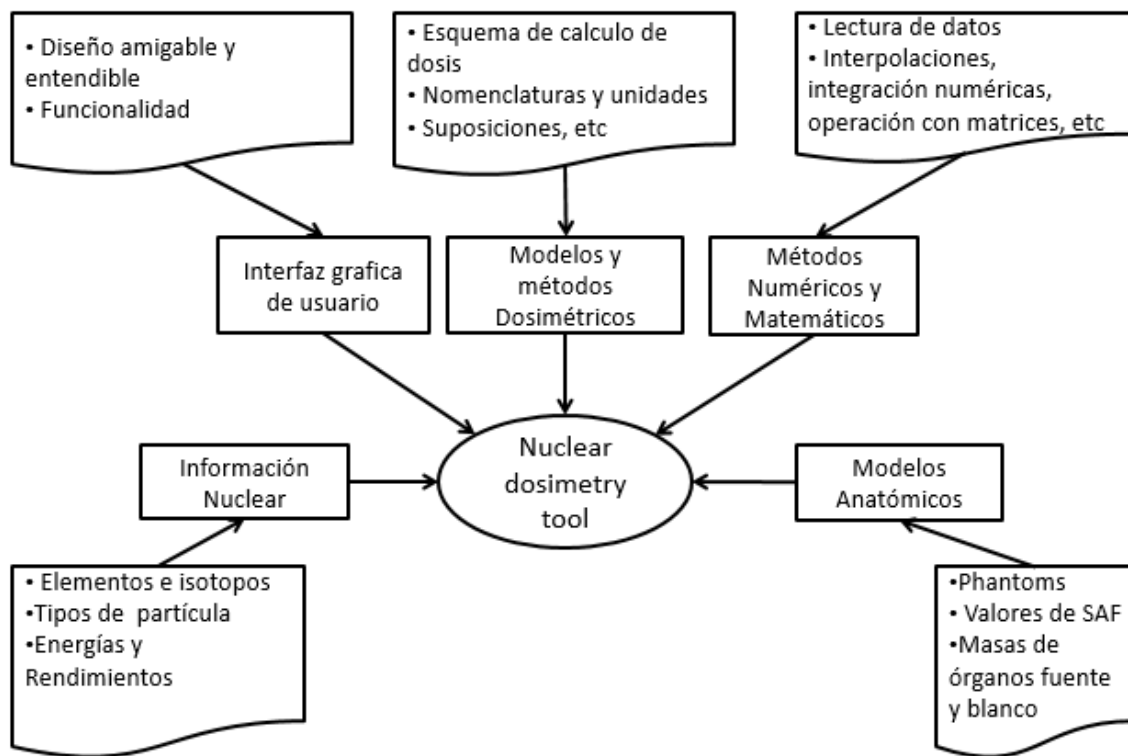 • Diseño amigable y
entendible
• Funcionalidad
• Esquema de calculo de
dosis
• Nomenclaturas y unidades
• Suposiciones, etc
• Lectura de datos
• Interpolaciones,
integración numéricas,
operación con matrices, etc
Interfaz grafica
de usuario
Modelos y
métodos
Dosimétricos
Métodos
Numéricos y
Matemáticos
Nuclear
dosimetry
tool
Información
Nuclear
Modelos
Anatómicos
• Elementos e isotopos
•Tipos de partícula
•Energías y
Rendimientos
•Phantoms
• Valores de SAF
•Masas de
órganos fuente
y blanco